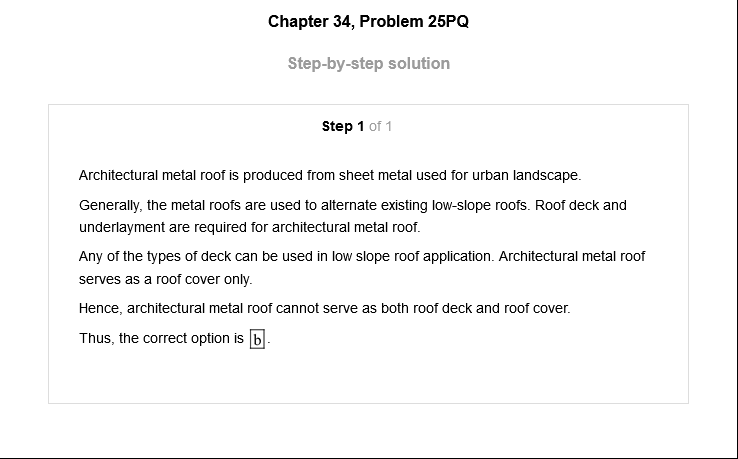 Chapter 34, Problem 25PQ
Step-by-step solution
Step 1 of 1
Architectural metal roof is produced from sheet metal used for urban landscape.
Generally, the metal roofs are used to alternate existing low-slope roofs. Roof deck and
underlayment are required for architectural metal roof.
Any of the types of deck can be used in low slope roof application. Architectural metal roof
serves as a roof cover only.
Hence, architectural metal roof cannot serve as both roof deck and roof cover.
Thus, the correct option is b.